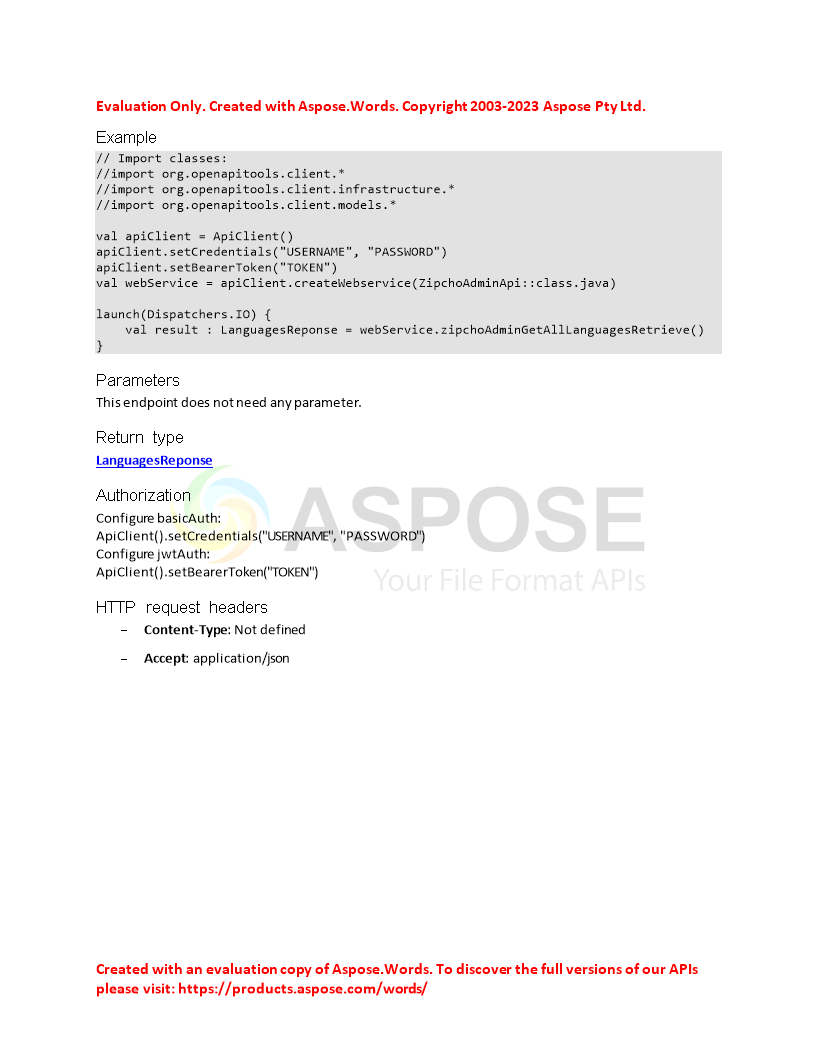 Evaluation Only. Created with Aspose.Words. Copyright 2003-2023 Aspose Pty Ltd.
Example
// Import classes:
//import org.openapitools.client.*
//import org.openapitools.client.infrastructure.*
//import org.openapitools.client.models.*
val apiClient = ApiClient()
apiClient.setCredentials("USERNAME", "PASSWORD")
apiClient.setBearerToken("TOKEN")
val webService = apiClient.createWebservice(ZipchoAdminApi::class.java)
launch(Dispatchers.IO) {
    val result : LanguagesReponse = webService.zipchoAdminGetAllLanguagesRetrieve()
}
Parameters
This endpoint does not need any parameter.
Return type
LanguagesReponse
Authorization
Configure basicAuth:
ApiClient().setCredentials("USERNAME", "PASSWORD")
Configure jwtAuth:
ApiClient().setBearerToken("TOKEN")
ASPOSE
Your File Format APIs
HTTP request headers
– Content-Type: Not defined
– Accept: application/json
Created with an evaluation copy of Aspose.Words. To discover the full versions of our APIs
please visit: https://products.aspose.com/words/